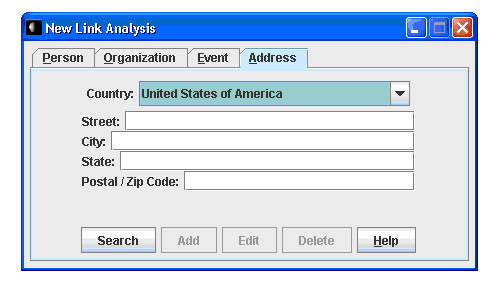 New Link Analysis
Person Organization Event Address
Country: United States of America
Street:
City:
State:
Postal / Zip Code:
Search Add Edit Delete Help